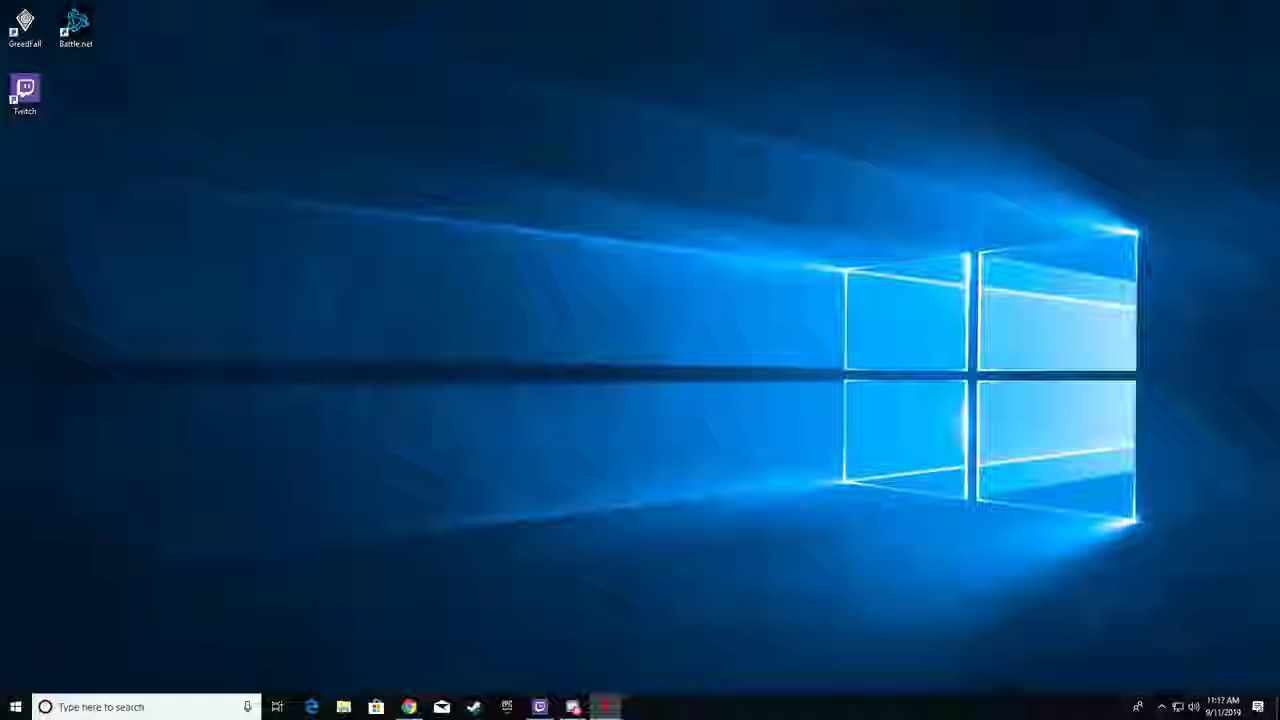 GreedFall
Battle.net
Twitch
Type here to search
11:17 AM
9/11/2019